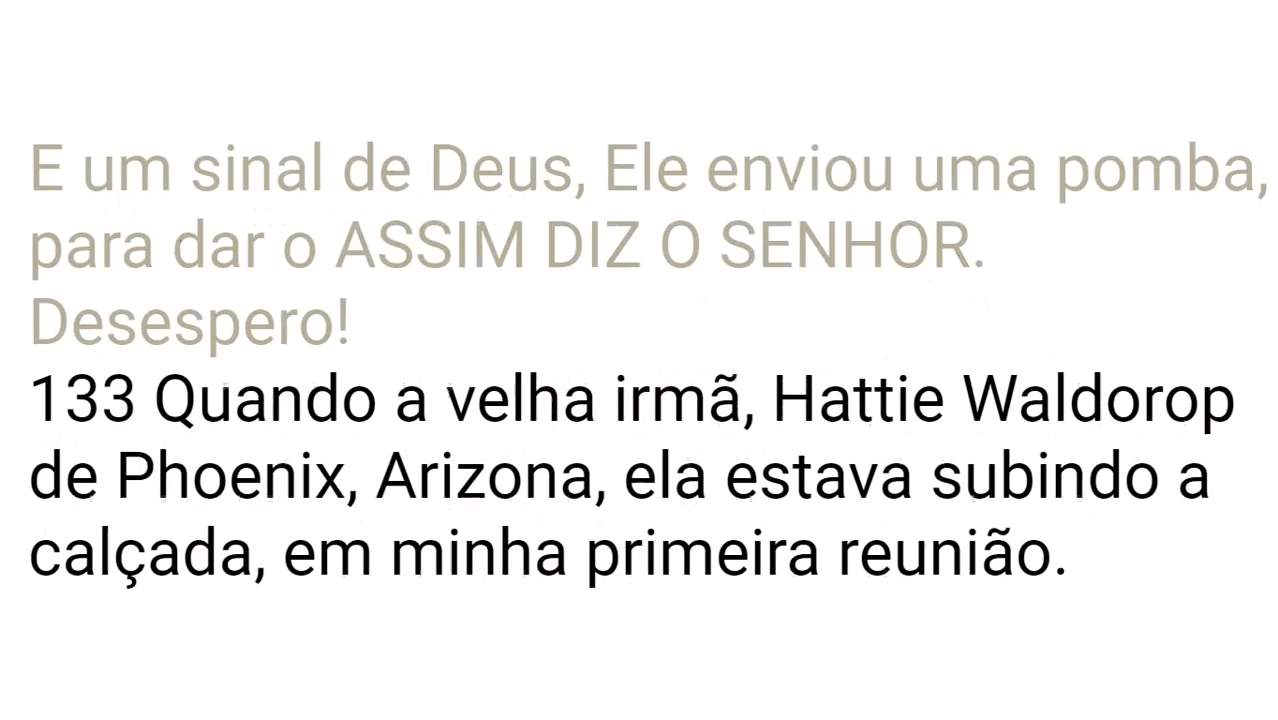 E um sinal de Deus, Ele enviou uma pomba,
para dar o ASSIM DIZ O SENHOR.
Desespero!
133 Quando a velha irmã, Hattie Waldorop
de Phoenix, Arizona, ela estava subindo a
calçada, em minha primeira reunião.